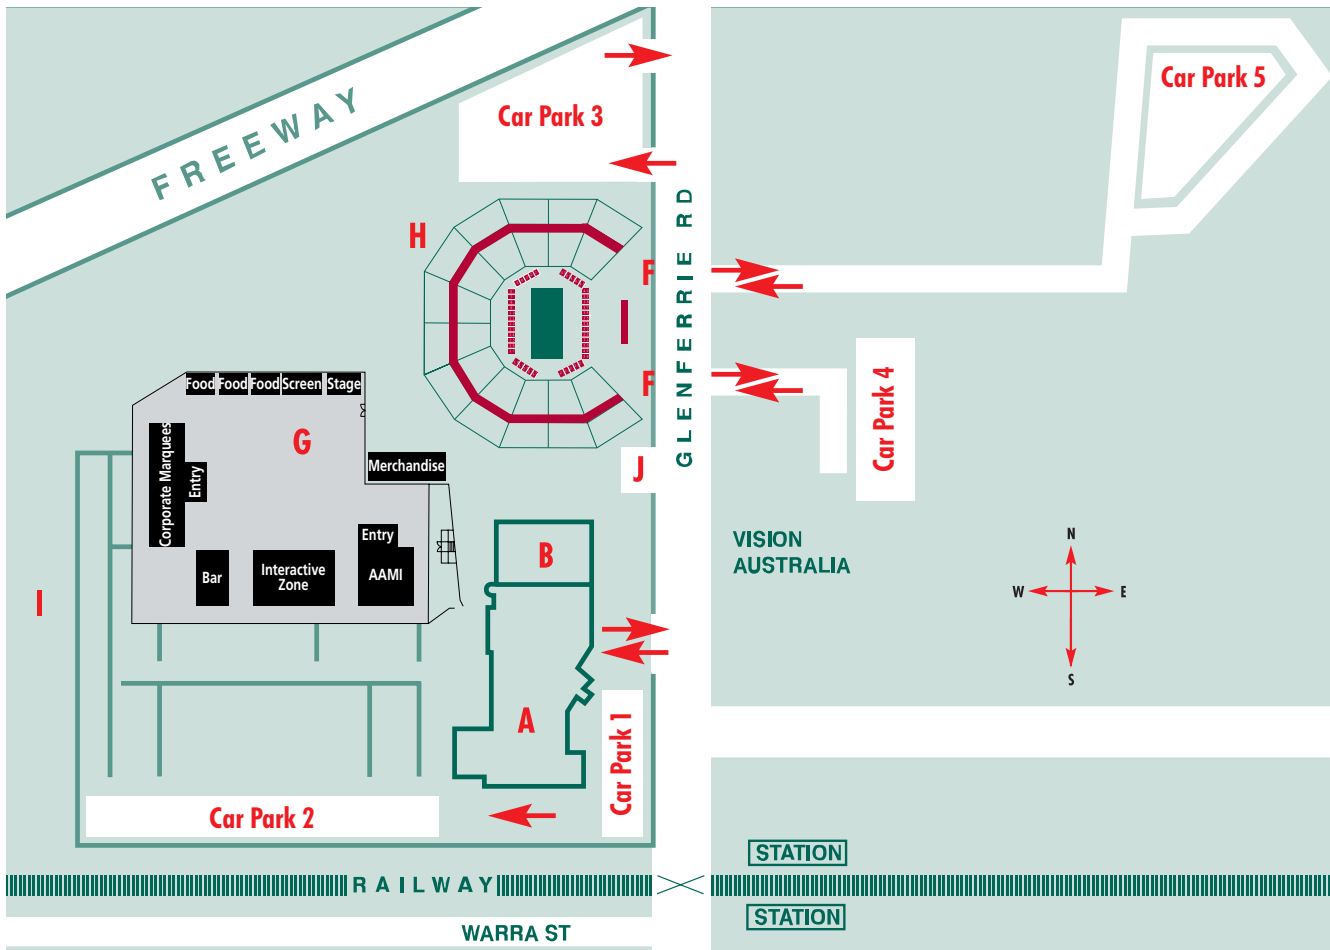 Car Park 5
FREEWAY
Car Park 3
H
F
GLENFERRIE RD
F
Food
Food
Food
Screen
Stage
Car Park 4
Corporate Marquees
Entry
G
Merchandise
J
Entry
B
VISION
AUSTRALIA
N
W
E
S
Bar
Interactive
Zone
AAMI
I
A
Car Park 1
Car Park 2
STATION
RAILWAY
STATION
WARRA ST